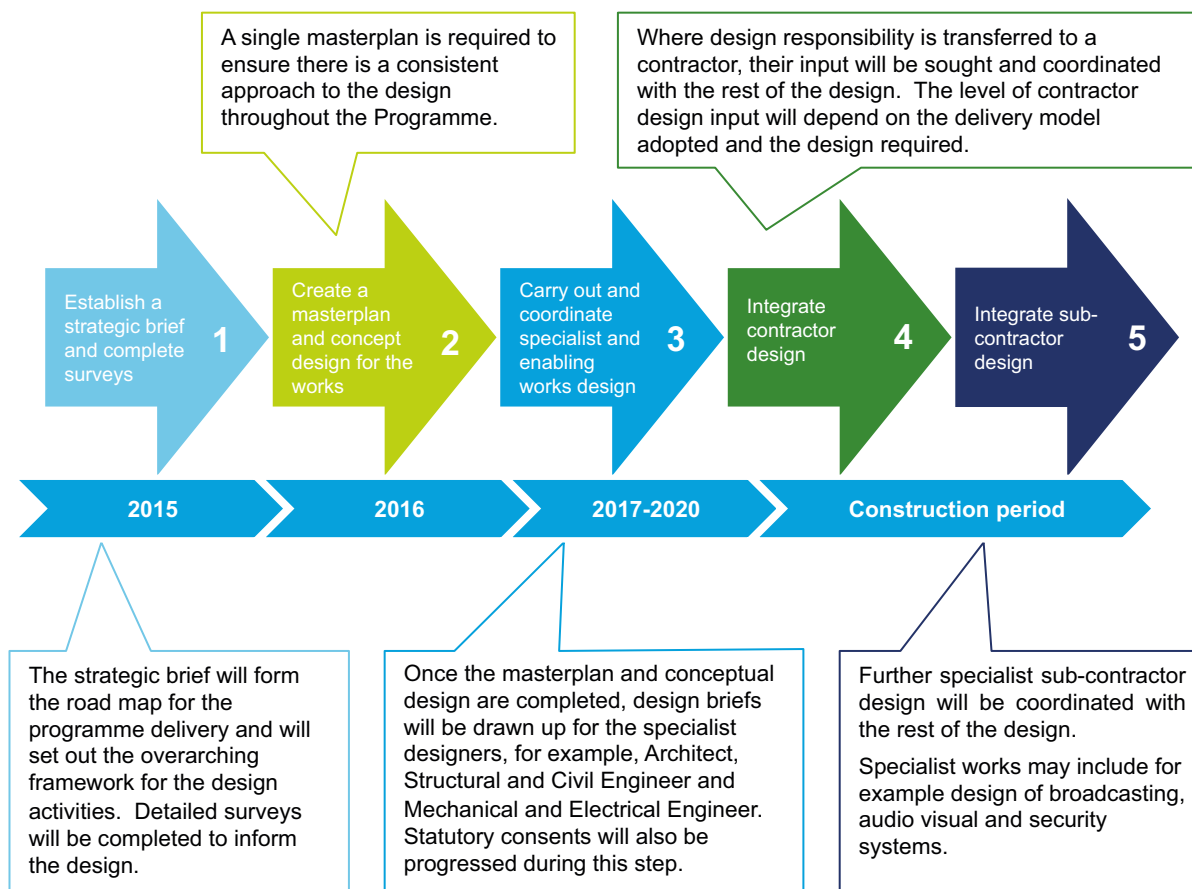 A single masterplan is required to
ensure there is a consistent
approach to the design
throughout the Programme.
Where design responsibility is transferred to a
contractor, their input will be sought and coordinated
with the rest of the design.  The level of contractor
design input will depend on the delivery model
adopted and the design required.
Establish a
strategic brief
and complete
surveys
1
Create a
masterplan
and concept
design for the
works
2
Carry out and
coordinate
specialist and
enabling
works design
3
Integrate
contractor
design
4
Integrate sub-
contractor
design
5
2015
2016
2017-2020
Construction period
The strategic brief will form
the road map for the
programme delivery and will
set out the overarching
framework for the design
activities.  Detailed surveys
will be completed to inform
the design.
Once the masterplan and conceptual
design are completed, design briefs
will be drawn up for the specialist
designers, for example, Architect,
Structural and Civil Engineer and
Mechanical and Electrical Engineer.
Statutory consents will also be
progressed during this step.
Further specialist sub-contractor
design will be coordinated with
the rest of the design.
Specialist works may include for
example design of broadcasting,
audio visual and security
systems.